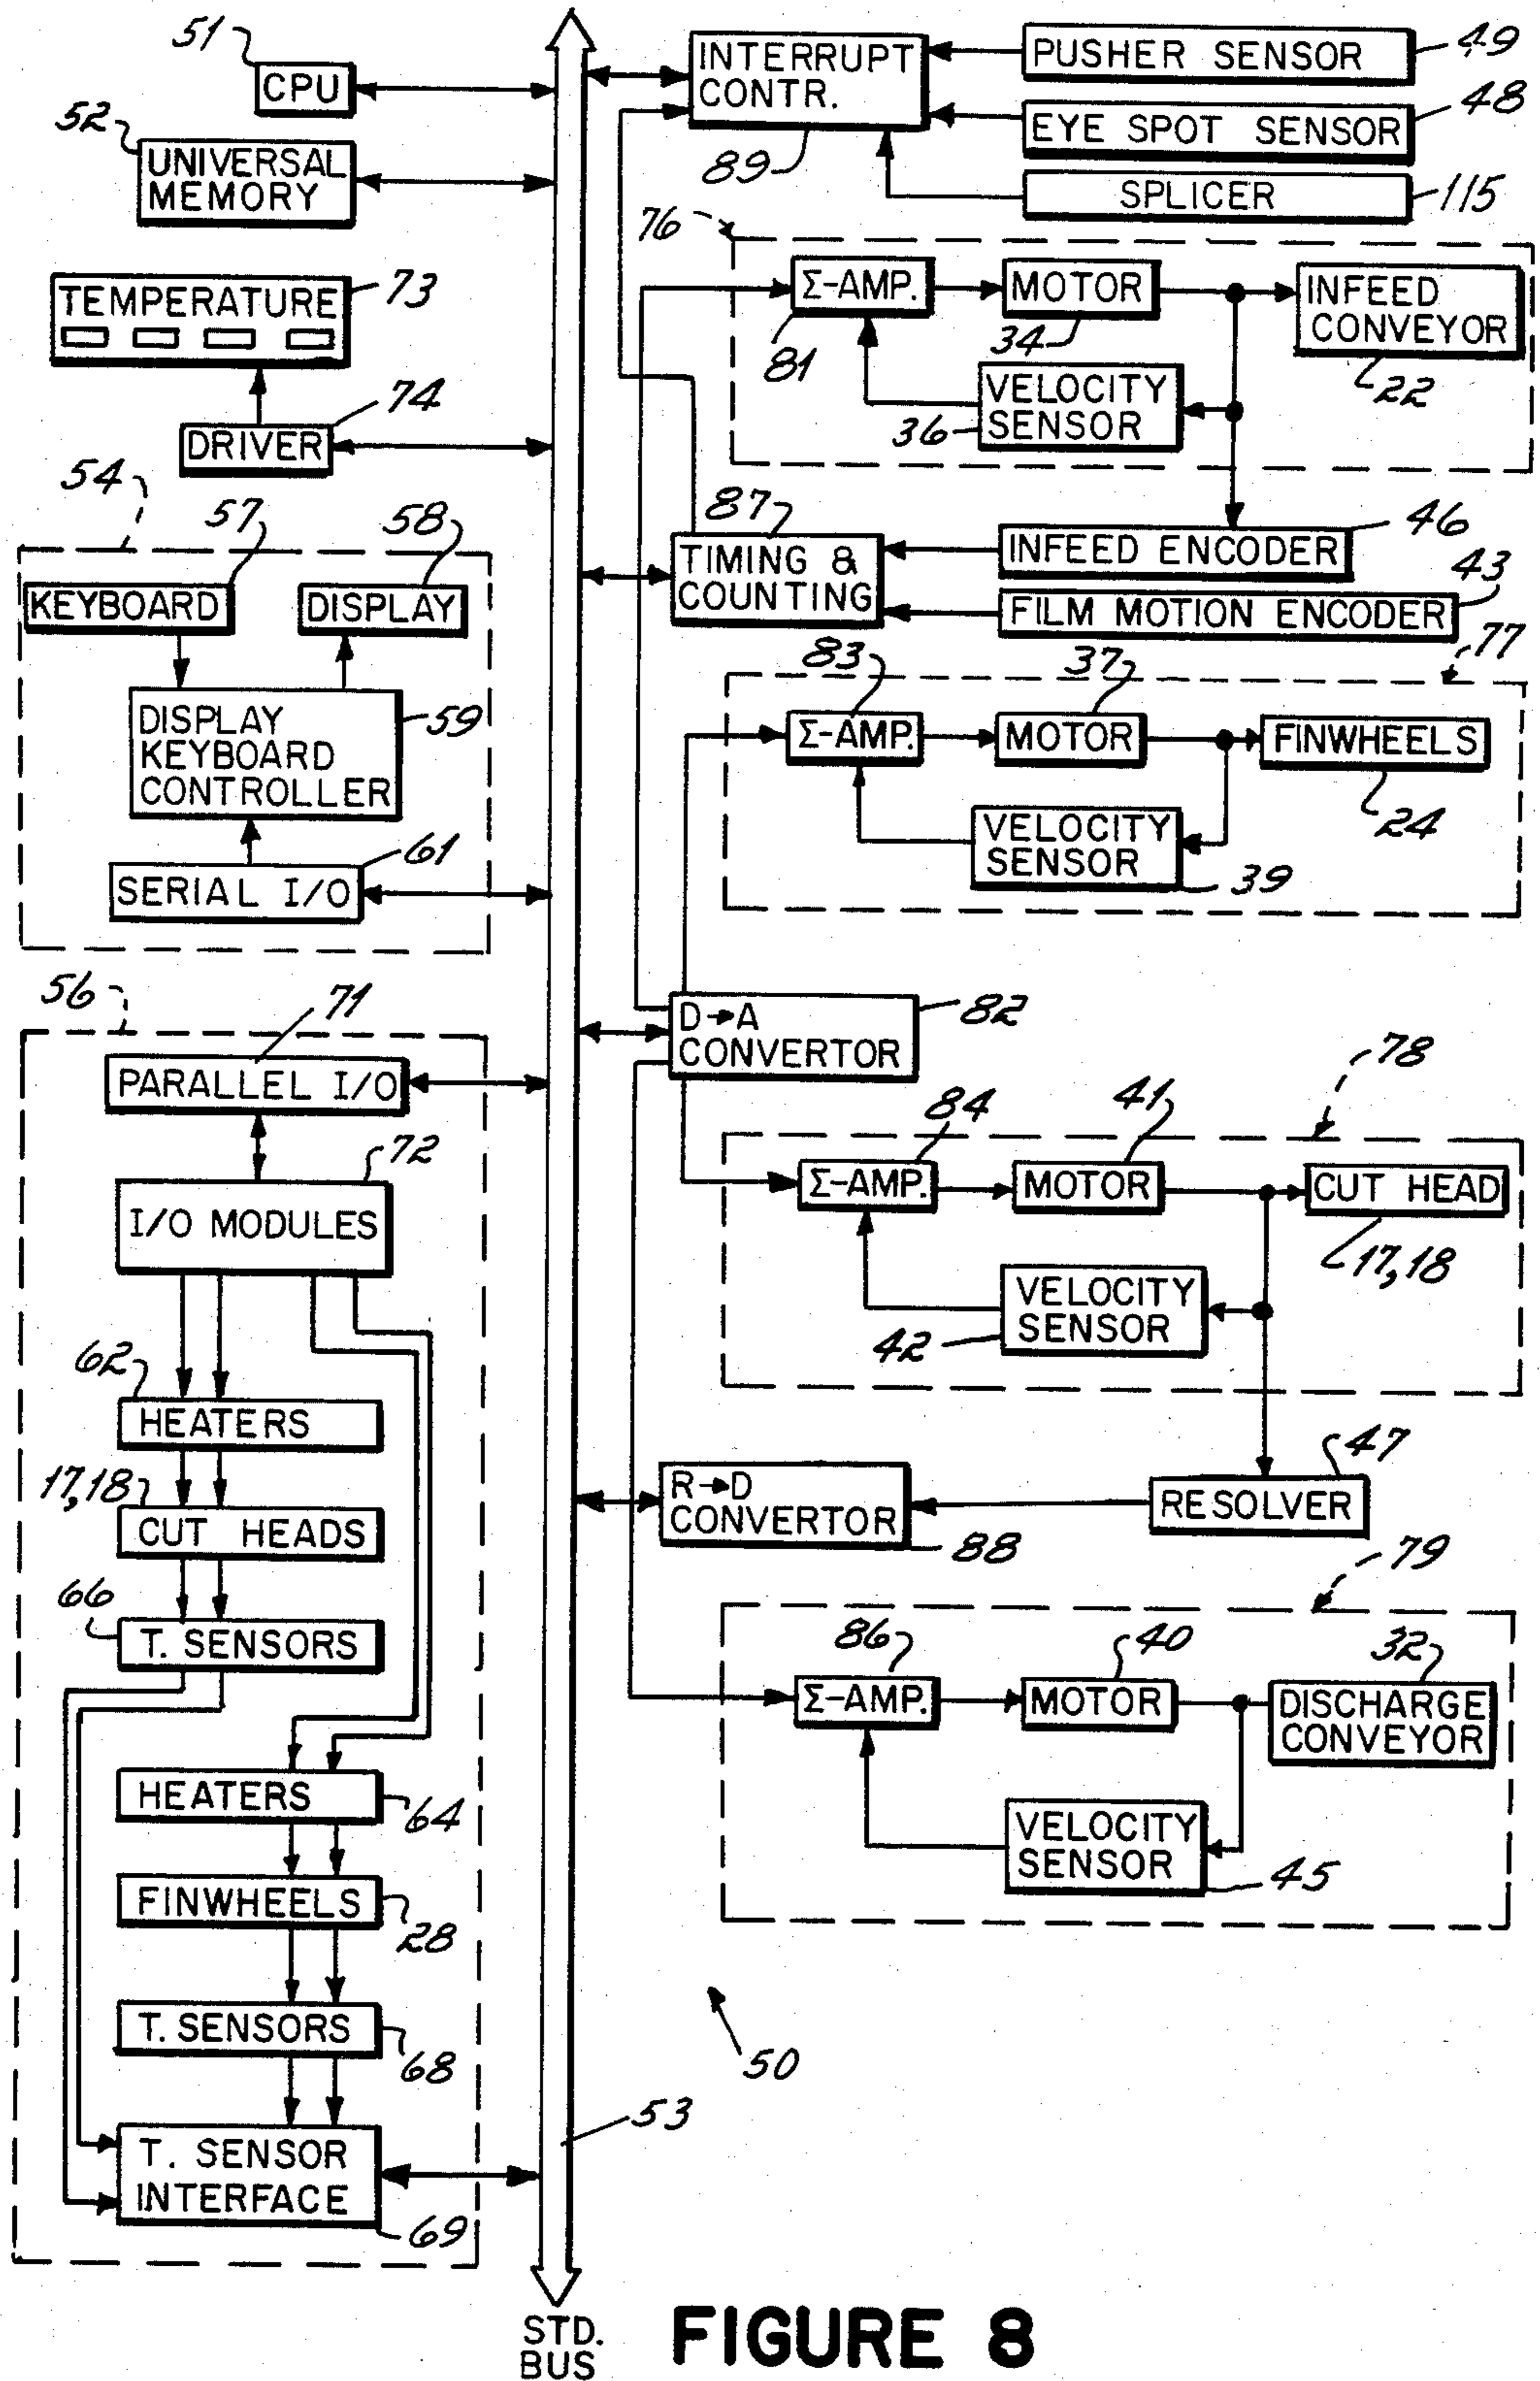 51
CPU
52
UNIVERSAL
MEMORY
TEMPERATURE
73
74
DRIVER
54
57
58
KEYBOARD
DISPLAY
DISPLAY
KEYBOARD
CONTROLLER
59
61
SERIAL I/O
56
71
PARALLEL I/O
72
I/O MODULES
62
HEATERS
17,18
CUT HEADS
66
T. SENSORS
HEATERS
64
FINWHEELS
28
T. SENSORS
68
T. SENSOR
INTERFACE
69
STD.
BUS
53
INTERRUPT
CONTR.
89
PUSHER SENSOR
49
EYE SPOT SENSOR
48
SPLICER
115
76
Σ-AMP.
81
MOTOR
34
INFEED
CONVEYOR
22
VELOCITY
SENSOR
36
87
TIMING &
COUNTING
INFEED ENCODER
46
FILM MOTION ENCODER
43
77
83
Σ-AMP.
37
MOTOR
FINWHEELS
24
VELOCITY
SENSOR
39
D→A
CONVERTOR
82
78
84
Σ-AMP.
41
MOTOR
CUT HEAD
17,18
VELOCITY
SENSOR
42
R→D
CONVERTOR
88
47
RESOLVER
79
86
Σ-AMP.
40
MOTOR
32
DISCHARGE
CONVEYOR
VELOCITY
SENSOR
45
50
FIGURE 8